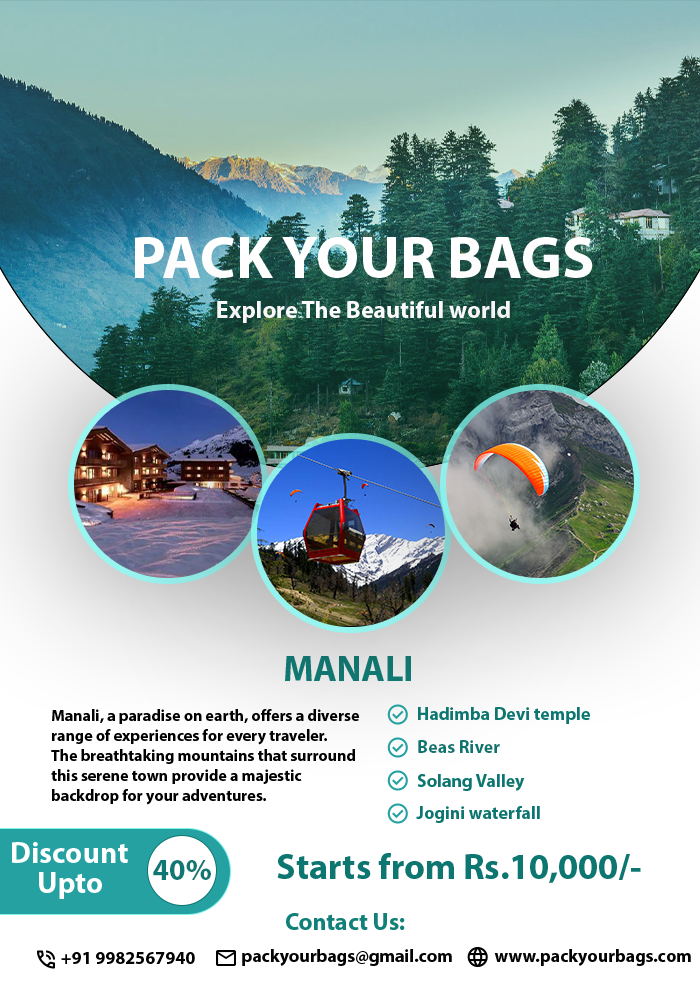 PACK YOUR BAGS
Explore The Beautiful world
MANALI
Manali, a paradise on earth, offers a diverse
range of experiences for every traveler.
The breathtaking mountains that surround
this serene town provide a majestic
backdrop for your adventures.
Hadimba Devi temple
Beas River
Solang Valley
Jogini waterfall
Discount
Upto
40%
Starts from Rs.10,000/-
Contact Us:
+91 9982567940
packyourbags@gmail.com
www.packyourbags.com